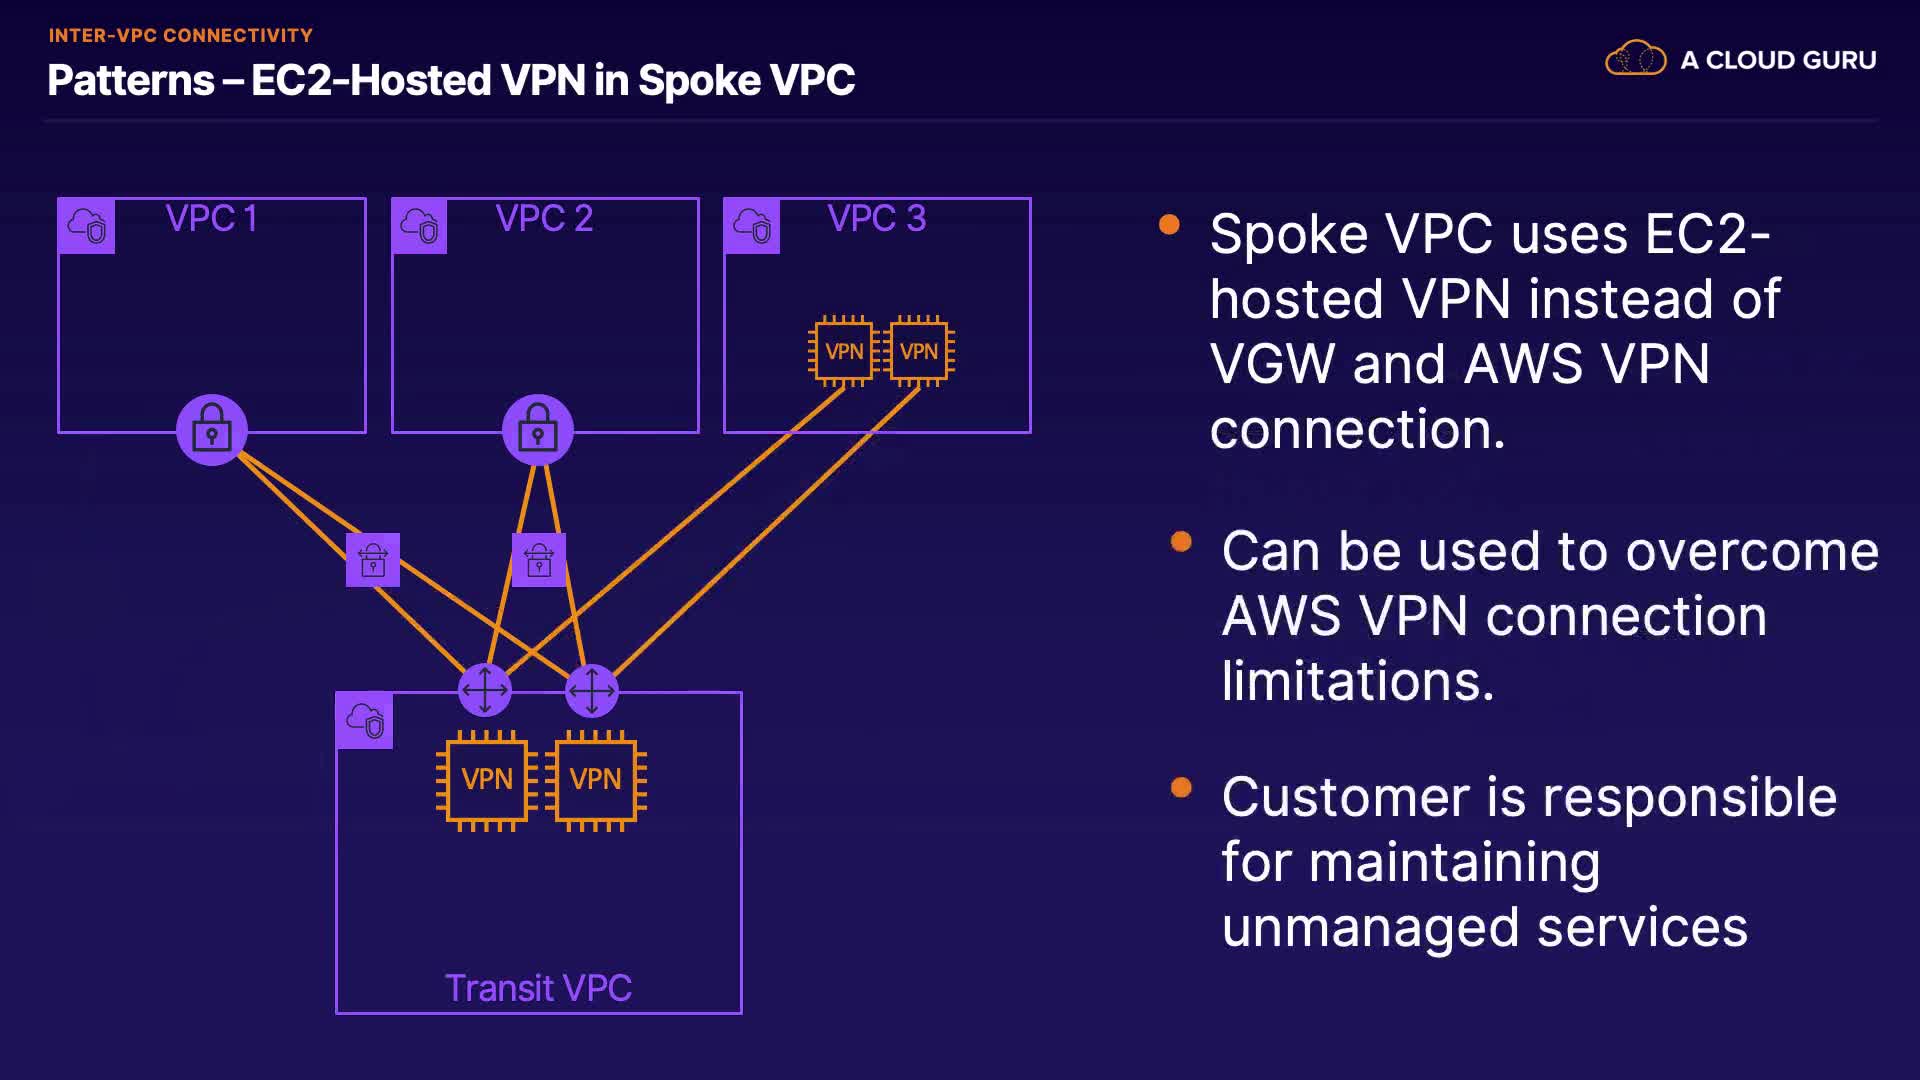 INTER-VPC CONNECTIVITY
Patterns – EC2-Hosted VPN in Spoke VPC
A CLOUD GURU
VPC 1
VPC 2
VPC 3
VPN
VPN
VPN
VPN
Transit VPC
Spoke VPC uses EC2-
hosted VPN instead of
VGW and AWS VPN
connection.
Can be used to overcome
AWS VPN connection
limitations.
Customer is responsible
for maintaining
unmanaged services